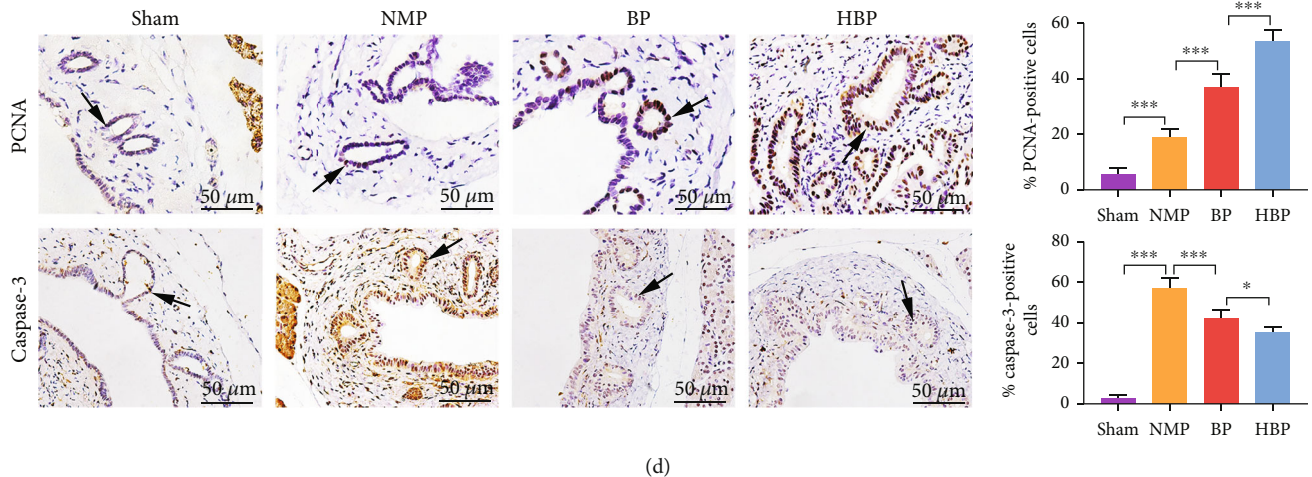 Sham NMP BP HBP
PCNA
50 μm 50 μm 50 μm 50 μm
Caspase-3
50 μm 50 μm 50 μm 50 μm
% PCNA-positive cells
60
40
20
0
***
***
***
Sham NMP BP HBP
% caspase-3-positive
cells
80
60
40
20
0
*** ***
*
Sham NMP BP HBP
(d)